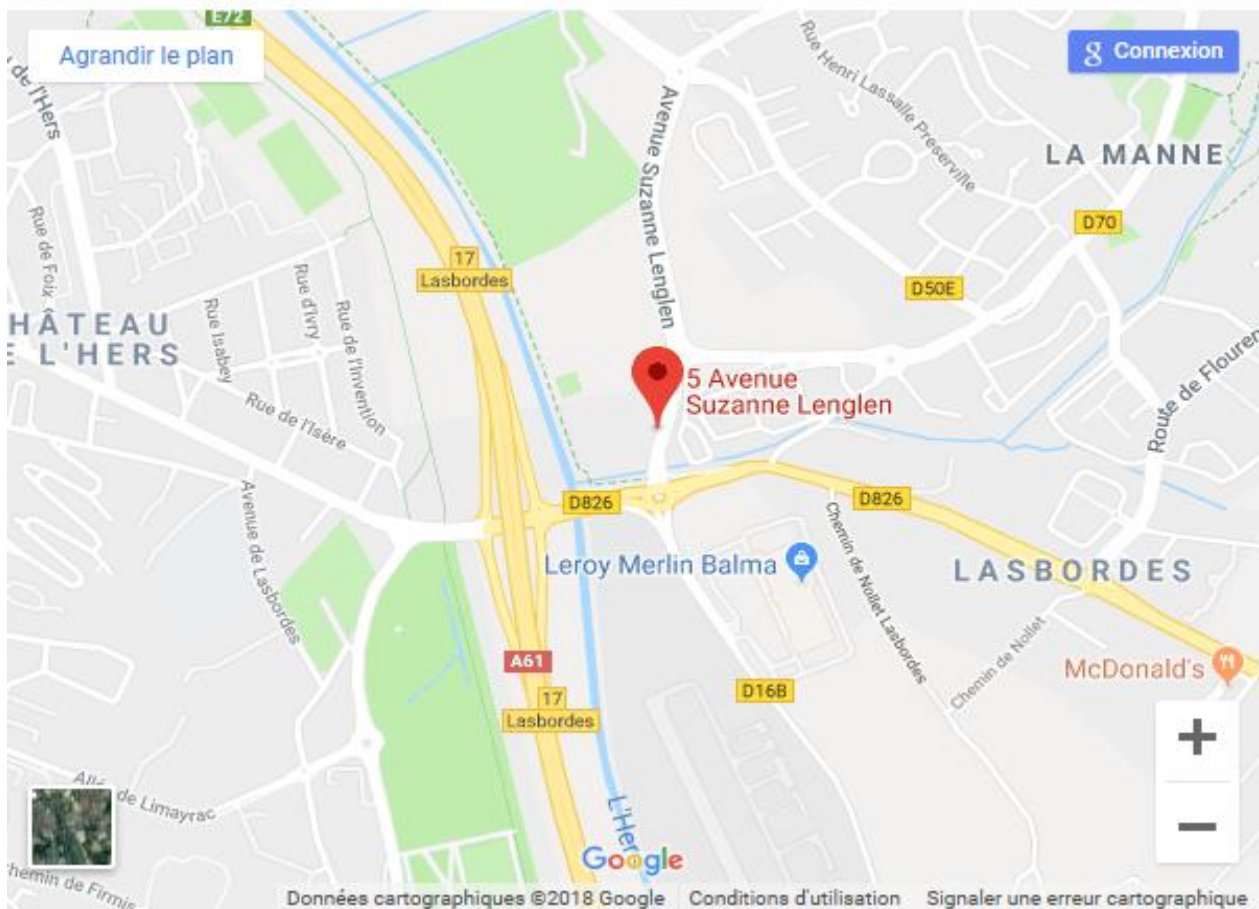 E72
Agrandir le plan
Connexion
de l'Hers
Avenue Suzanne Lenglen
Rue Henri Lassalle Preserville
LA MANNE
D70
Rue de Foix
17
Lasbordes
Rue Isabey
Rue d'Ivry
Rue de l'Invention
D50E
HÂTEAU
E L'HERS
Rue de l'Isère
5 Avenue
Suzanne Lenglen
Route de Flouren
Avenue de Lasbordes
D826
D826
Chemin de Nollet Lasbordes
Leroy Merlin Balma
LASBORDES
Chemin de Nollet
A61
McDonald's
D16B
17
Lasbordes
+
Allé de Limayrac
−
L'Her
Google
hemin de Firmis
Données cartographiques ©2018 Google
Conditions d'utilisation
Signaler une erreur cartographique